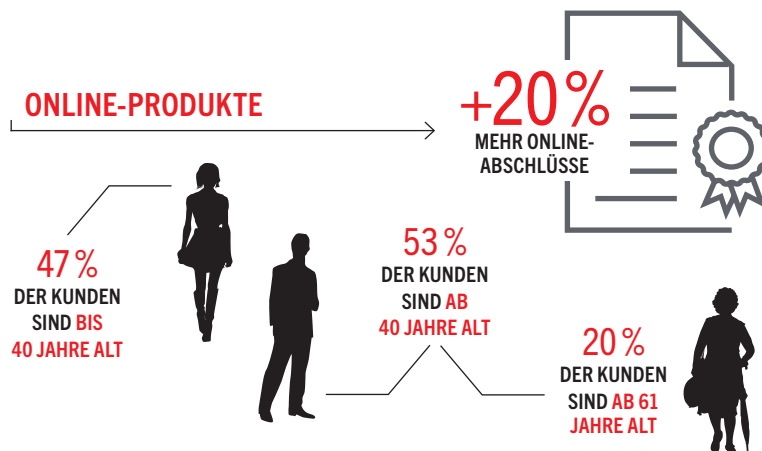 ONLINE-PRODUKTE
+20%
MEHR ONLINE-
ABSCHLÜSSE
47%
DER KUNDEN
SIND BIS
40 JAHRE ALT
53%
DER KUNDEN
SIND AB
40 JAHRE ALT
20%
DER KUNDEN
SIND AB 61
JAHRE ALT